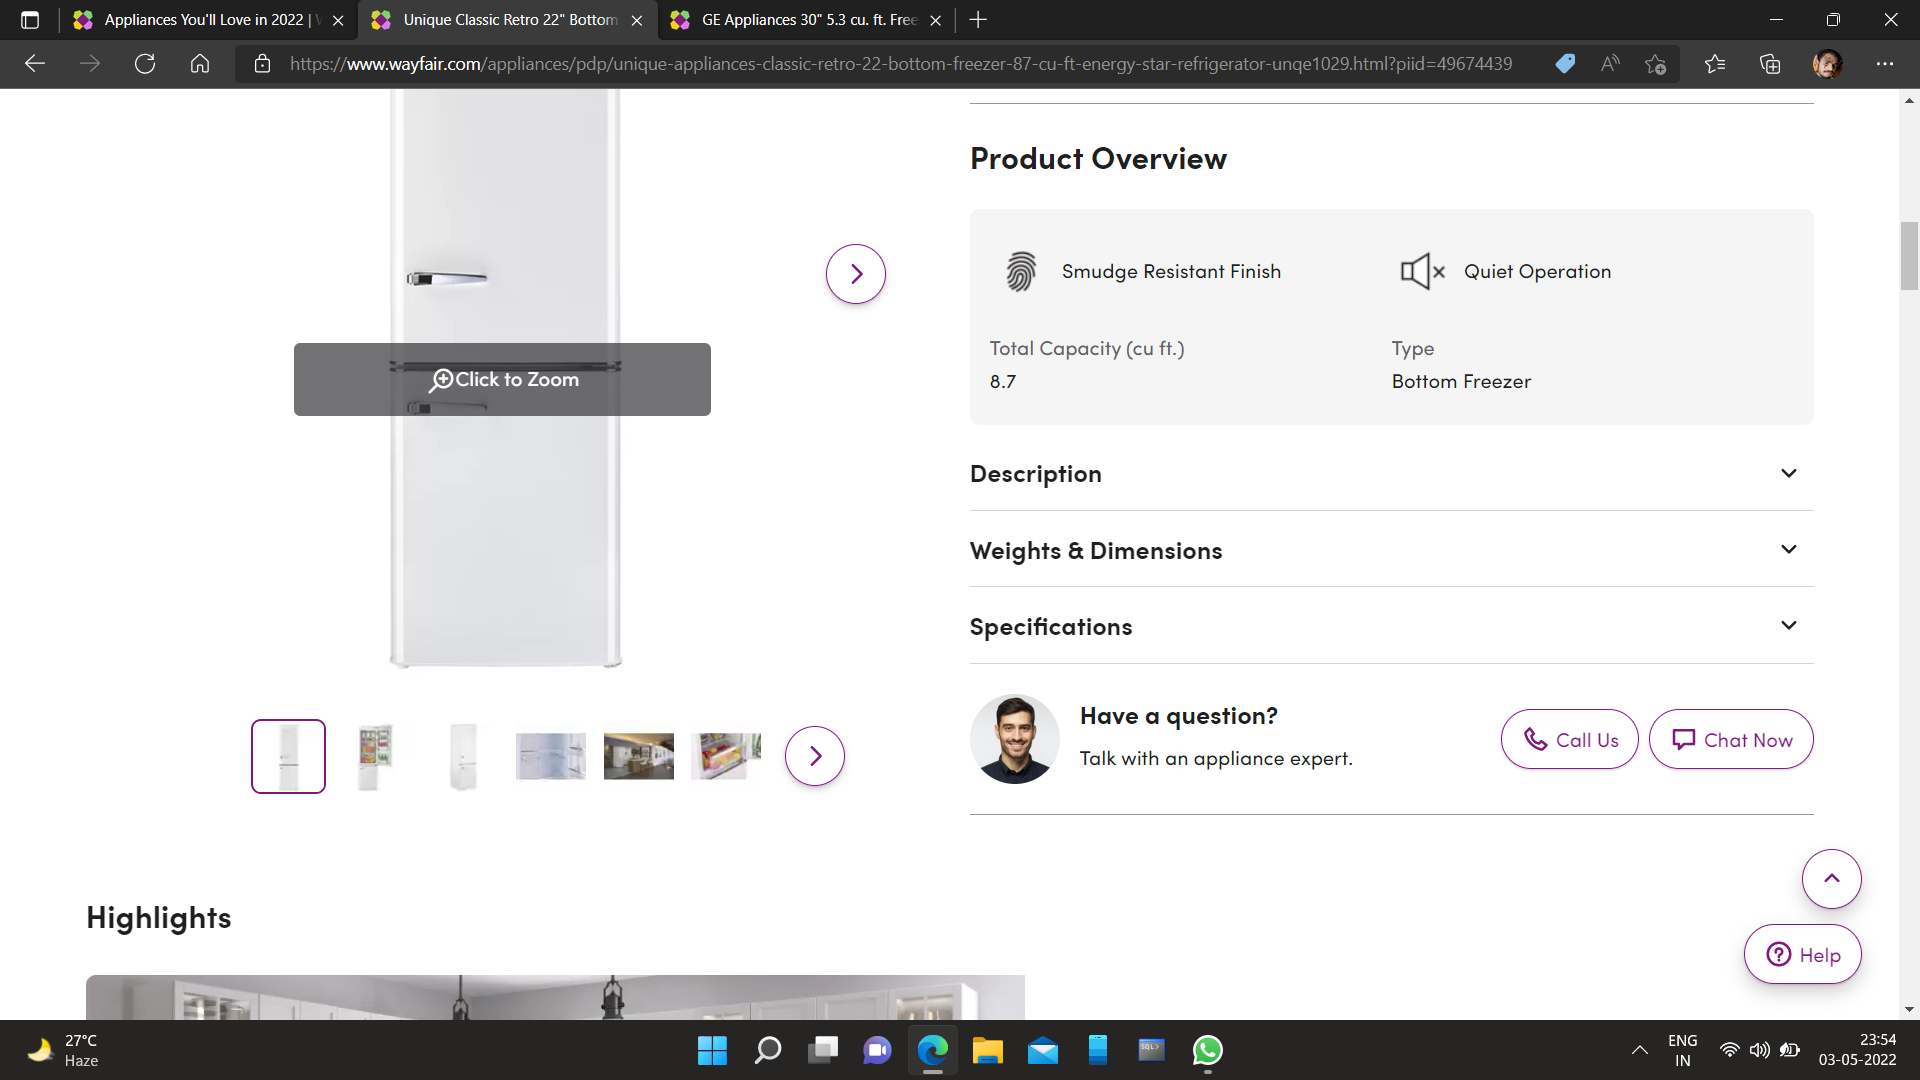 Appliances You'll Love in 2022 |
Unique Classic Retro 22" Bottom
GE Appliances 30" 5.3 cu. ft. Free
https://www.wayfair.com/appliances/pdp/unique-appliances-classic-retro-22-bottom-freezer-87-cu-ft-energy-star-refrigerator-unqe1029.html?piid=49674439
Product Overview
Smudge Resistant Finish
Quiet Operation
Total Capacity (cu ft.)
Type
8.7
Bottom Freezer
Click to Zoom
Description
Weights & Dimensions
Specifications
Have a question?
Talk with an appliance expert.
Call Us
Chat Now
Highlights
Help
27°C
Haze
SQL>
ENG
IN
23:54
03-05-2022